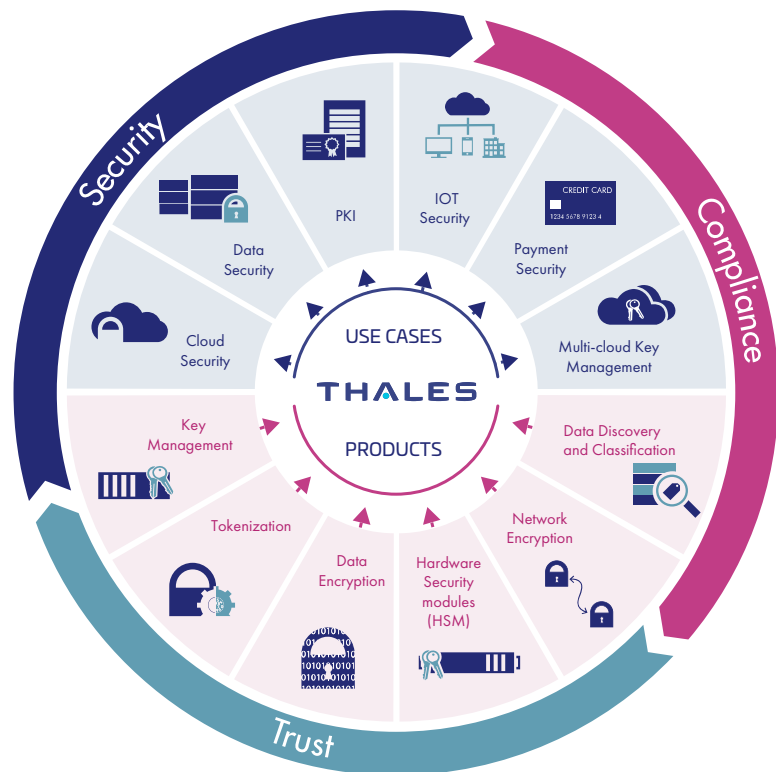 Security
Compliance
Trust
PKI
IOT
Security
CREDIT CARD
1234 5678 9123 4
Data
Security
Payment
Security
Cloud
Security
Multi-cloud Key
Management
USE CASES
THALES
PRODUCTS
Key
Management
Data Discovery
and Classification
Tokenization
Network
Encryption
Data
Encryption
Hardware
Security
modules
(HSM)